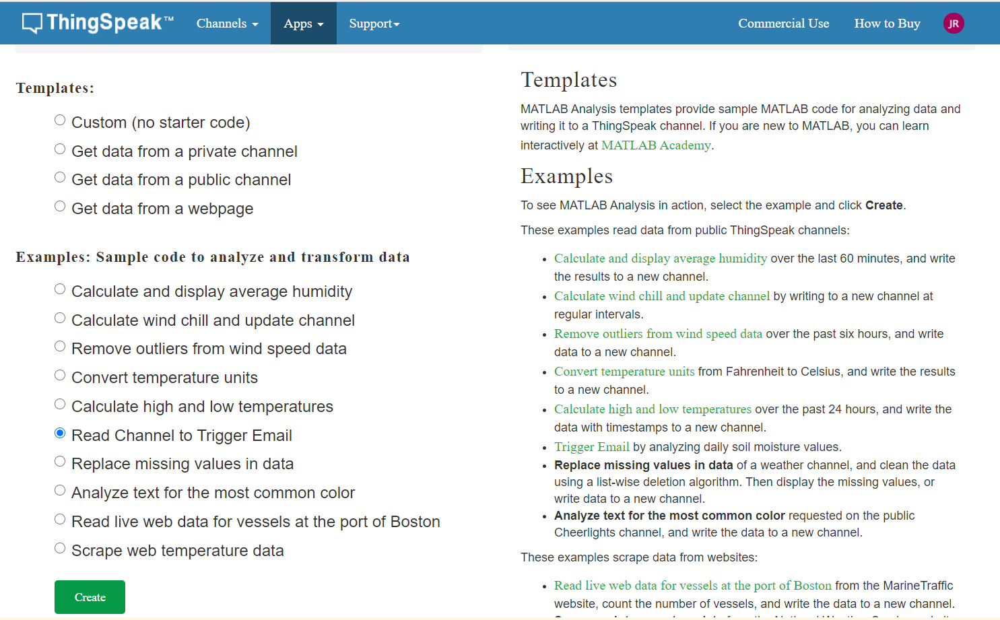 ThingSpeak™ Channels Apps Support Commercial Use How to Buy JR
Templates:
Custom (no starter code)
Get data from a private channel
Get data from a public channel
Get data from a webpage
Examples: Sample code to analyze and transform data
Calculate and display average humidity
Calculate wind chill and update channel
Remove outliers from wind speed data
Convert temperature units
Calculate high and low temperatures
Read Channel to Trigger Email
Replace missing values in data
Analyze text for the most common color
Read live web data for vessels at the port of Boston
Scrape web temperature data
Create
Templates
MATLAB Analysis templates provide sample MATLAB code for analyzing data and
writing it to a ThingSpeak channel. If you are new to MATLAB, you can learn
interactively at MATLAB Academy.
Examples
To see MATLAB Analysis in action, select the example and click Create.
These examples read data from public ThingSpeak channels:
• Calculate and display average humidity over the last 60 minutes, and write
the results to a new channel.
• Calculate wind chill and update channel by writing to a new channel at
regular intervals.
• Remove outliers from wind speed data over the past six hours, and write
data to a new channel.
• Convert temperature units from Fahrenheit to Celsius, and write the results
to a new channel.
• Calculate high and low temperatures over the past 24 hours, and write the
data with timestamps to a new channel.
• Trigger Email by analyzing daily soil moisture values.
• Replace missing values in data of a weather channel, and clean the data
using a list-wise deletion algorithm. Then display the missing values, or
write data to a new channel.
• Analyze text for the most common color requested on the public
Cheerlights channel, and write the data to a new channel.
These examples scrape data from websites:
• Read live web data for vessels at the port of Boston from the MarineTraffic
website, count the number of vessels, and write the data to a new channel.